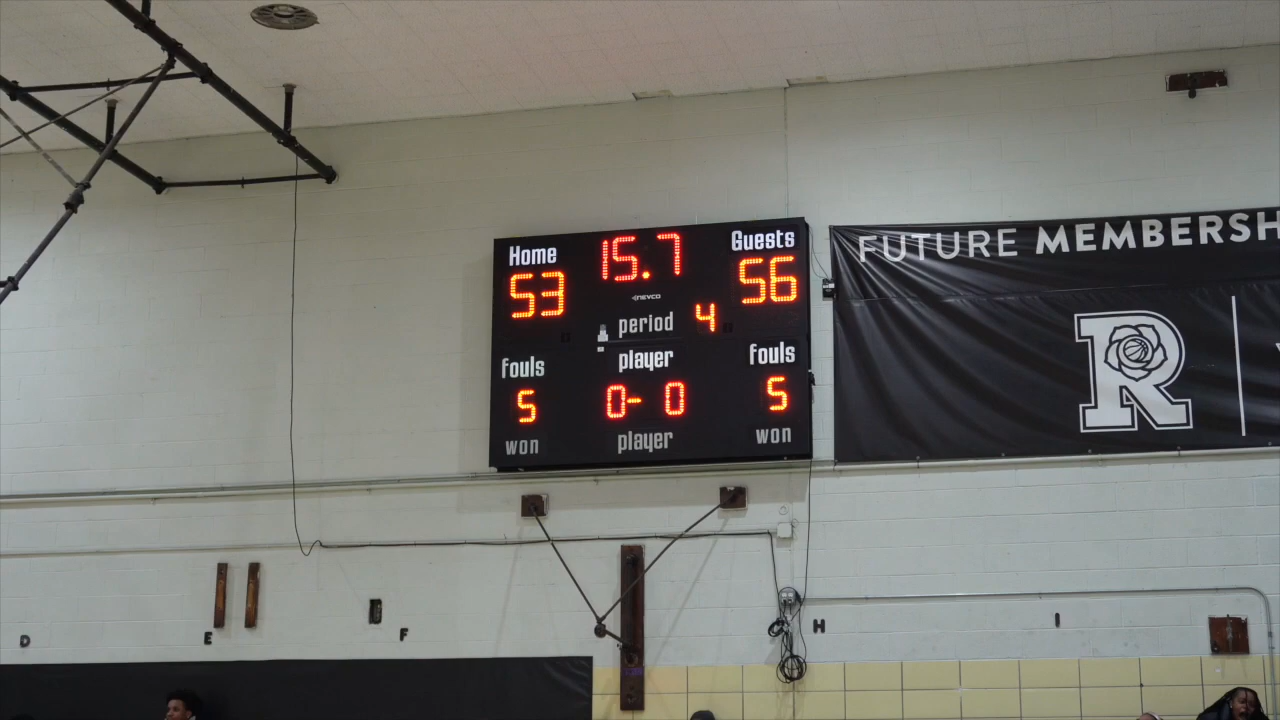 Home
15.7
Guests
53
56
NEVCO
period
4
fouls
player
fouls
5
0- 0
5
won
player
won
FUTURE MEMBERSH
R
D
E
F
H
I